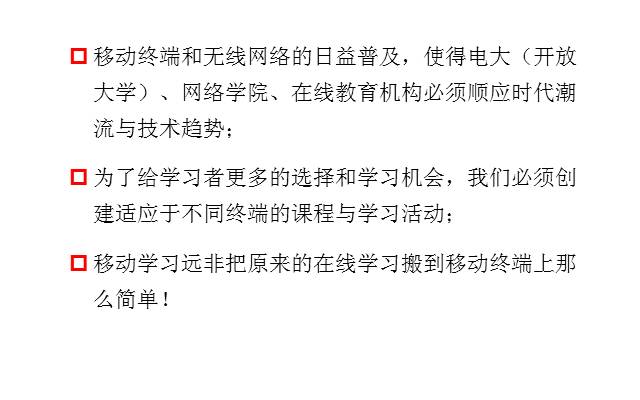 移动终端和无线网络的日益普及，使得电大（开放
大学）、网络学院、在线教育机构必须顺应时代潮
流与技术趋势；
为了给学习者更多的选择和学习机会，我们必须创
建适应于不同终端的课程与学习活动；
移动学习远非把原来的在线学习搬到移动终端上那
么简单！